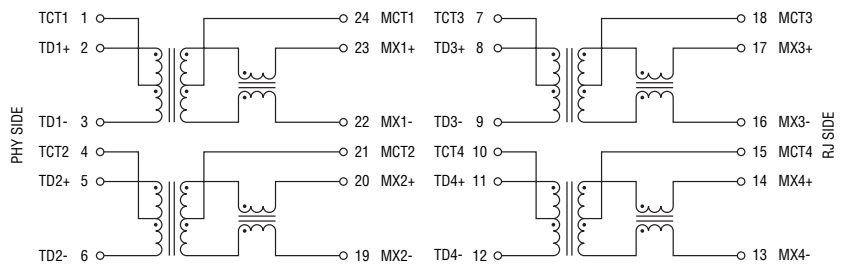 TCT1 1 24 MCT1 TCT3 7 18 MCT3
TD1+ 2 23 MX1+ TD3+ 8 17 MX3+
TD1- 3 22 MX1- TD3- 9 16 MX3-
TCT2 4 21 MCT2 TCT4 10 15 MCT4
TD2+ 5 20 MX2+ TD4+ 11 14 MX4+
TD2- 6 19 MX2- TD4- 12 13 MX4-
PHY SIDE
RJ SIDE